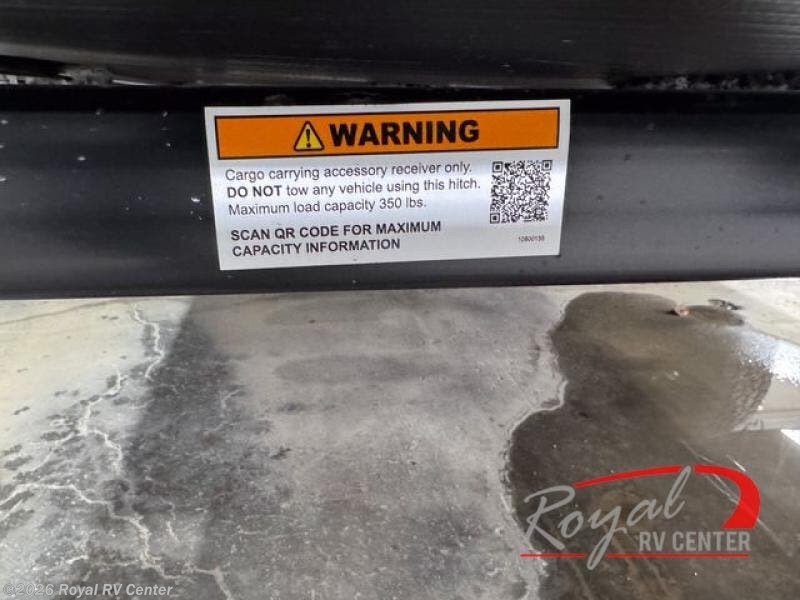 WARNING
Cargo carrying accessory receiver only.
DO NOT tow any vehicle using this hitch.
Maximum load capacity 350 lbs.
SCAN QR CODE FOR MAXIMUM
CAPACITY INFORMATION
Royal
RV CENTER
©2026 Royal RV Center